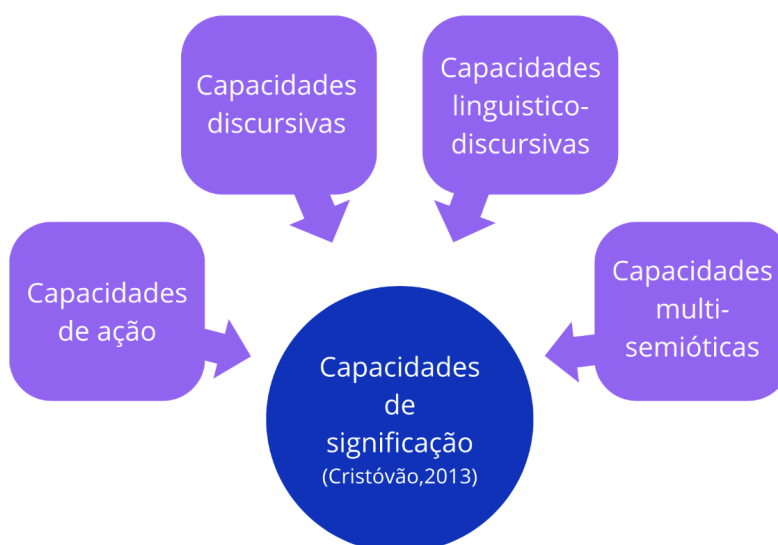 Capacidades
discursivas
Capacidades
linguistico-
discursivas
Capacidades
de ação
Capacidades
multi-
semióticas
Capacidades
de
significação
(Cristóvão,2013)